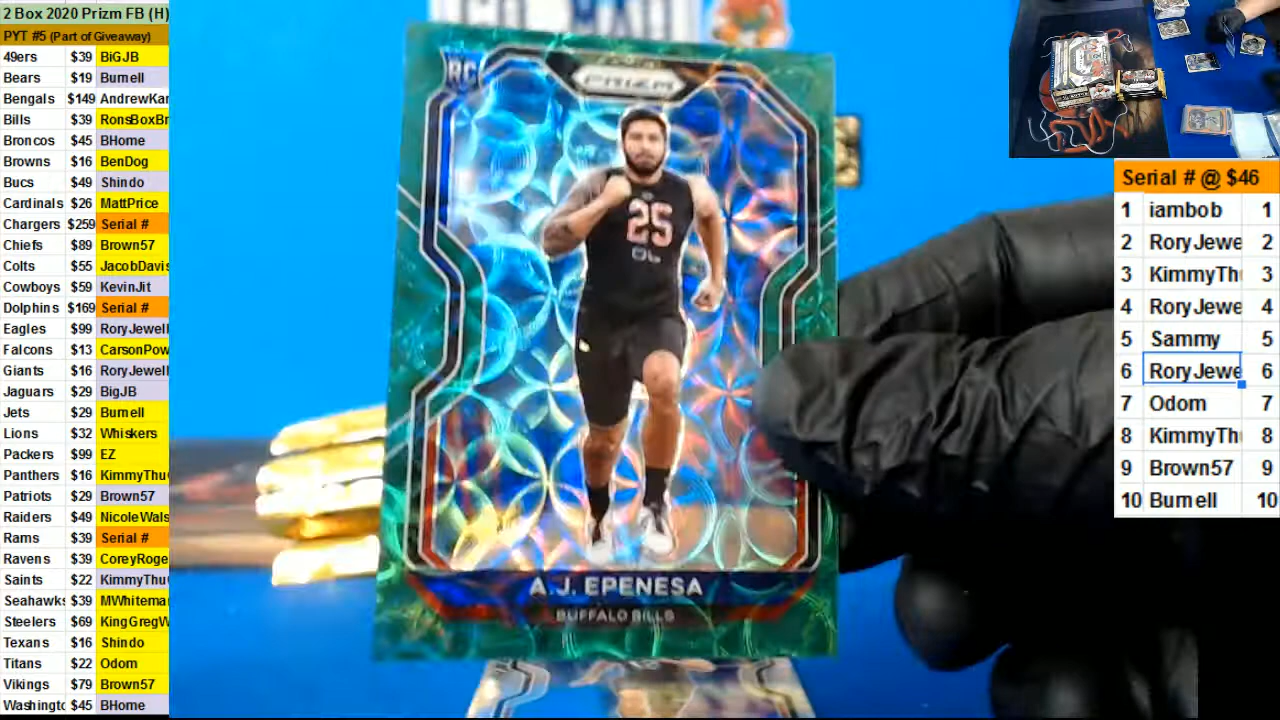 2 Box 2020 Prizm FB (H)
PYT #5 (Part of Giveaway)
49ers $39 BiGJB
Bears $19 Burnell
Bengals $149 AndrewKar
Bills $39 RonsBoxBr
Broncos $45 BHome
Browns $16 BenDog
Bucs $49 Shindo
Cardinals $26 MattPrice
Chargers $259 Serial #
Chiefs $89 Brown57
Colts $55 JacobDavis
Cowboys $59 KevinJit
Dolphins $169 Serial #
Eagles $99 RoryJewell
Falcons $13 CarsonPow
Giants $16 RoryJewell
Jaguars $29 BigJB
Jets $29 Burnell
Lions $32 Whiskers
Packers $99 EZ
Panthers $16 KimmyThu
Patriots $29 Brown57
Raiders $49 NicoleWals
Rams $39 Serial #
Ravens $39 CoreyRoge
Saints $22 KimmyThu
Seahawks $39 MWhitema
Steelers $69 KingGregW
Texans $16 Shindo
Titans $22 Odom
Vikings $79 Brown57
Washingto $45 BHome
RC
PRIZM
25
OL
A.J. EPENESA
BUFFALO BILLS
Serial # @ $46
1 iambob 1
2 RoryJewe 2
3 KimmyTh 3
4 RoryJewe 4
5 Sammy 5
6 RoryJewe 6
7 Odom 7
8 KimmyTh 8
9 Brown57 9
10 Burnell 10